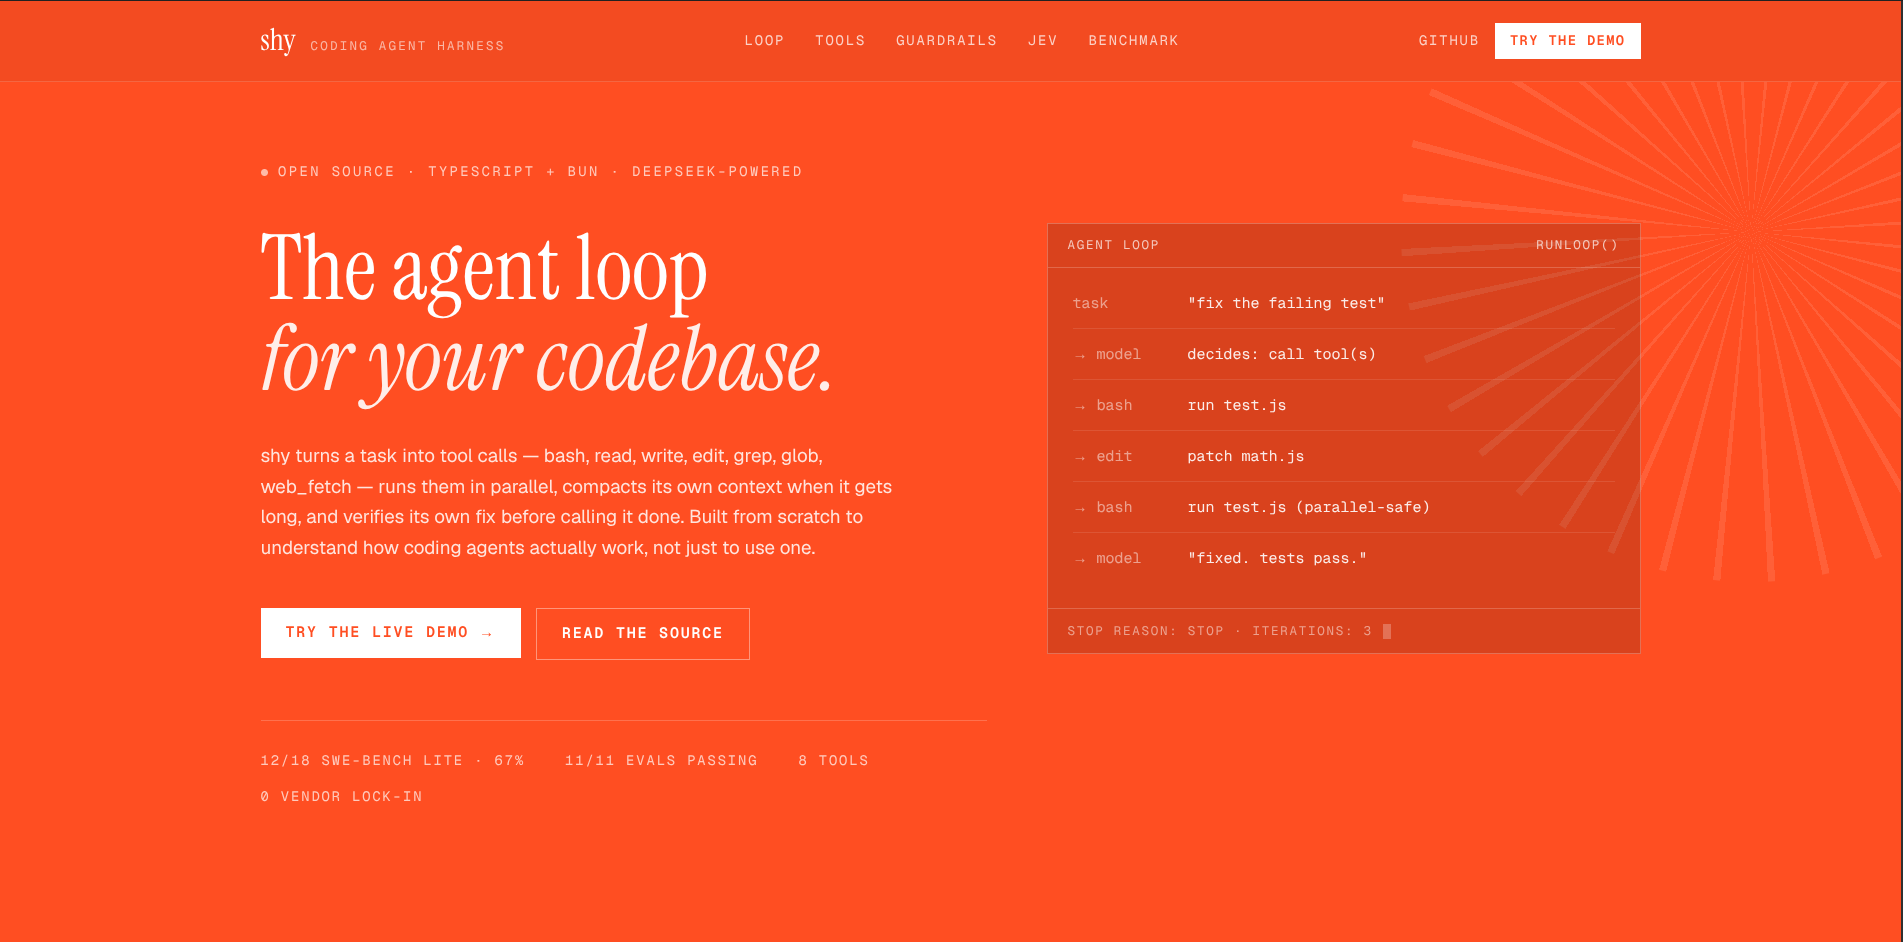 shy CODING AGENT HARNESS LOOP TOOLS GUARDRAILS JEV BENCHMARK GITHUB TRY THE DEMO
OPEN SOURCE · TYPESCRIPT + BUN · DEEPSEEK-POWERED
The agent loop
for your codebase.
shy turns a task into tool calls — bash, read, write, edit, grep, glob,
web_fetch — runs them in parallel, compacts its own context when it gets
long, and verifies its own fix before calling it done. Built from scratch to
understand how coding agents actually work, not just to use one.
TRY THE LIVE DEMO → READ THE SOURCE
12/18 SWE-BENCH LITE · 67% 11/11 EVALS PASSING 8 TOOLS
0 VENDOR LOCK-IN
AGENT LOOP RUNLOOP()
task "fix the failing test"
→ model decides: call tool(s)
→ bash run test.js
→ edit patch math.js
→ bash run test.js (parallel-safe)
→ model "fixed. tests pass."
STOP REASON: STOP · ITERATIONS: 3